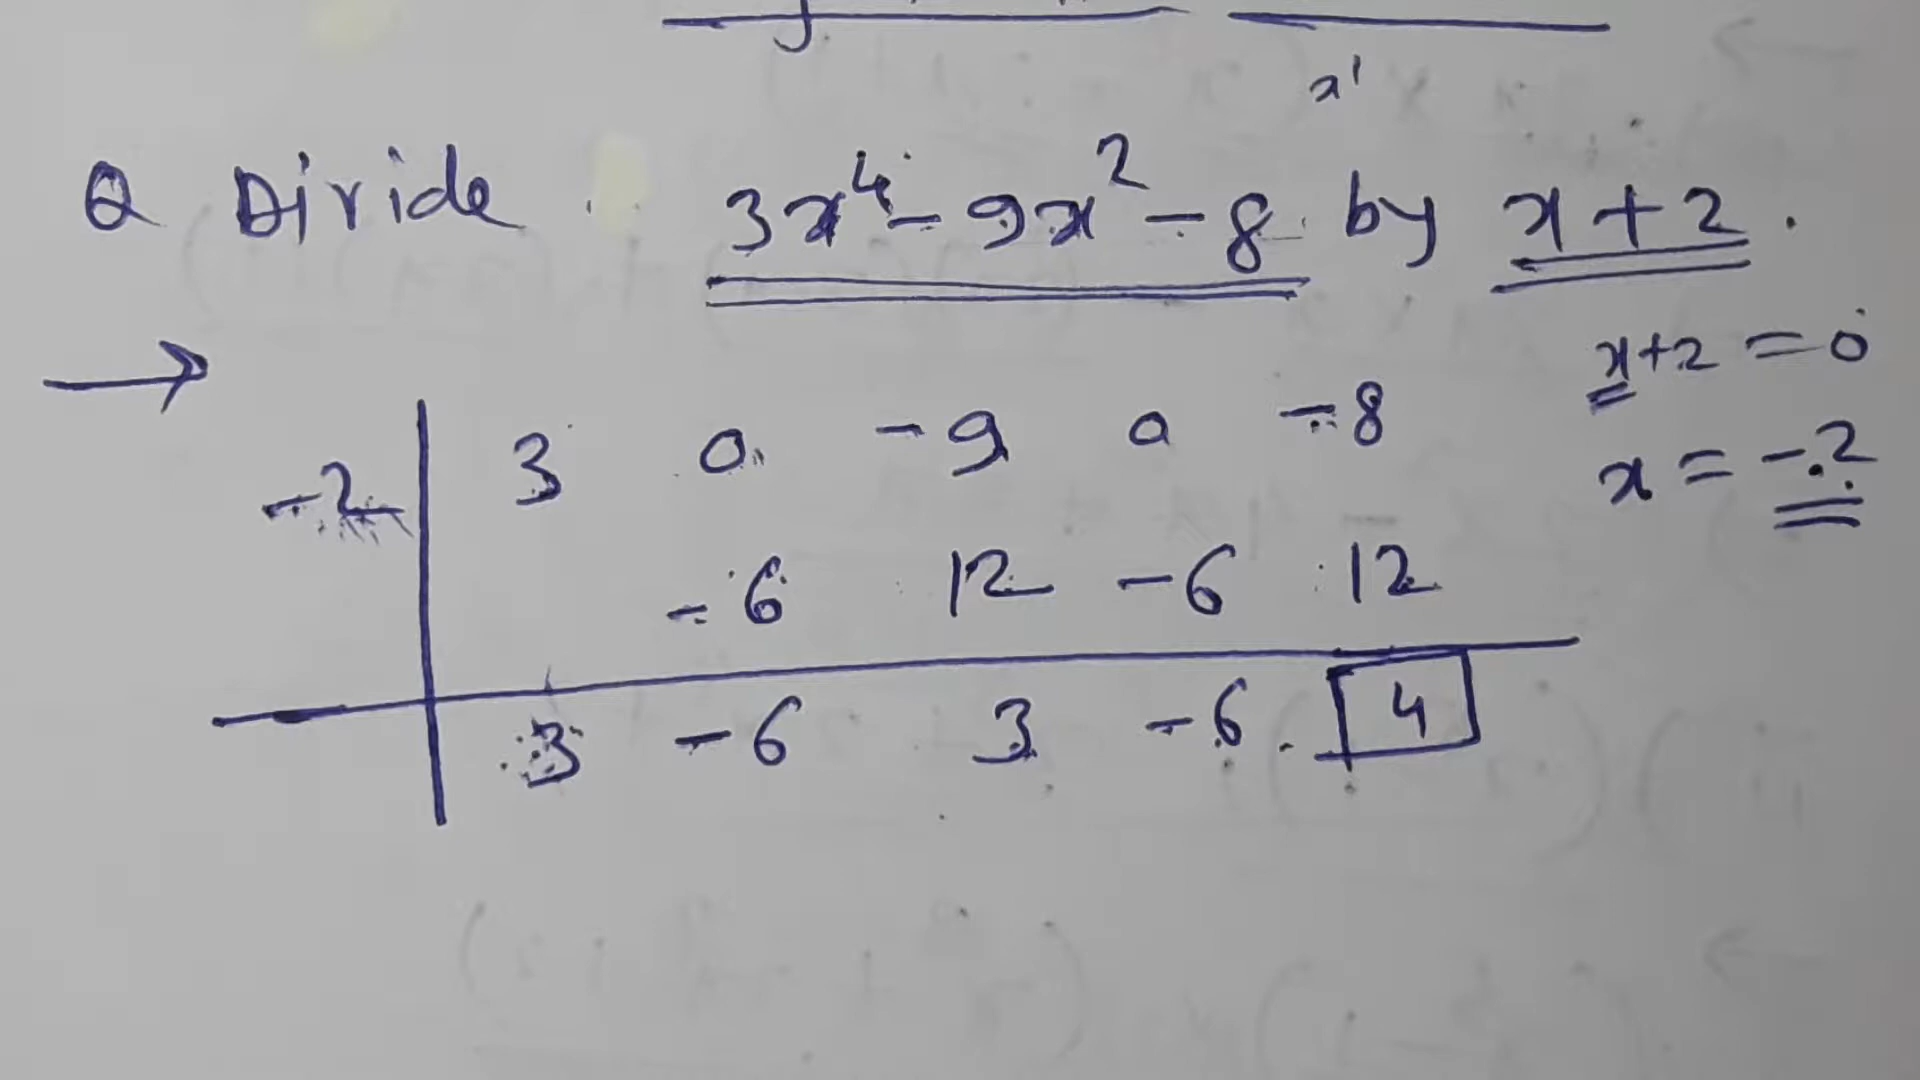 x¹
Q Divide 3x⁴-9x²-8 by x+2.
x+2=0
→
-2 3 0 -9 0 -8
x=-2
-6 12 -6 12
3 -6 3 -6 4